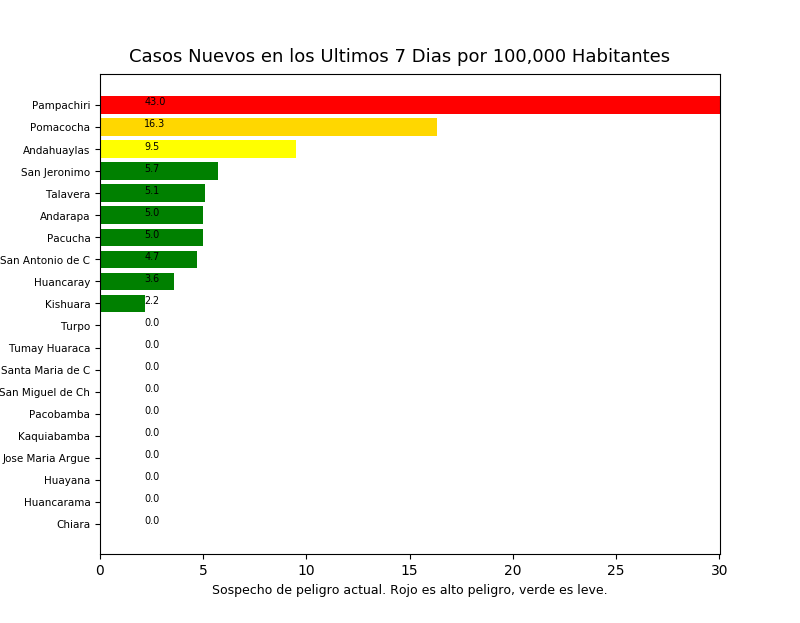 Casos Nuevos en los Ultimos 7 Dias por 100,000 Habitantes
Pampachiri 43.0
Pomacocha 16.3
Andahuaylas 9.5
San Jeronimo 5.7
Talavera 5.1
Andarapa 5.0
Pacucha 5.0
San Antonio de C 4.7
Huancaray 3.6
Kishuara 2.2
Turpo 0.0
Tumay Huaraca 0.0
Santa Maria de C 0.0
San Miguel de Ch 0.0
Pacobamba 0.0
Kaquiabamba 0.0
Jose Maria Argue 0.0
Huayana 0.0
Huancarama 0.0
Chiara 0.0
0 5 10 15 20 25 30
Sospecho de peligro actual. Rojo es alto peligro, verde es leve.